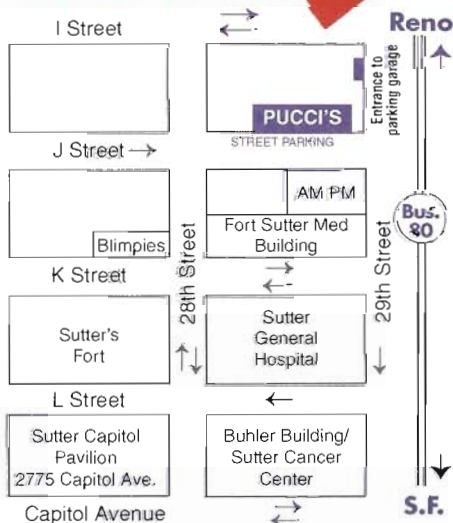 I Street
Reno
Entrance to
parking garage
PUCCI'S
STREET PARKING
J Street
AM PM
Bus.
80
Fort Sutter Med
Building
Blimpies
28th Street
29th Street
K Street
Sutter's
Fort
Sutter
General
Hospital
L Street
Sutter Capitol
Pavilion
2775 Capitol Ave.
Buhler Building/
Sutter Cancer
Center
Capitol Avenue
S.F.